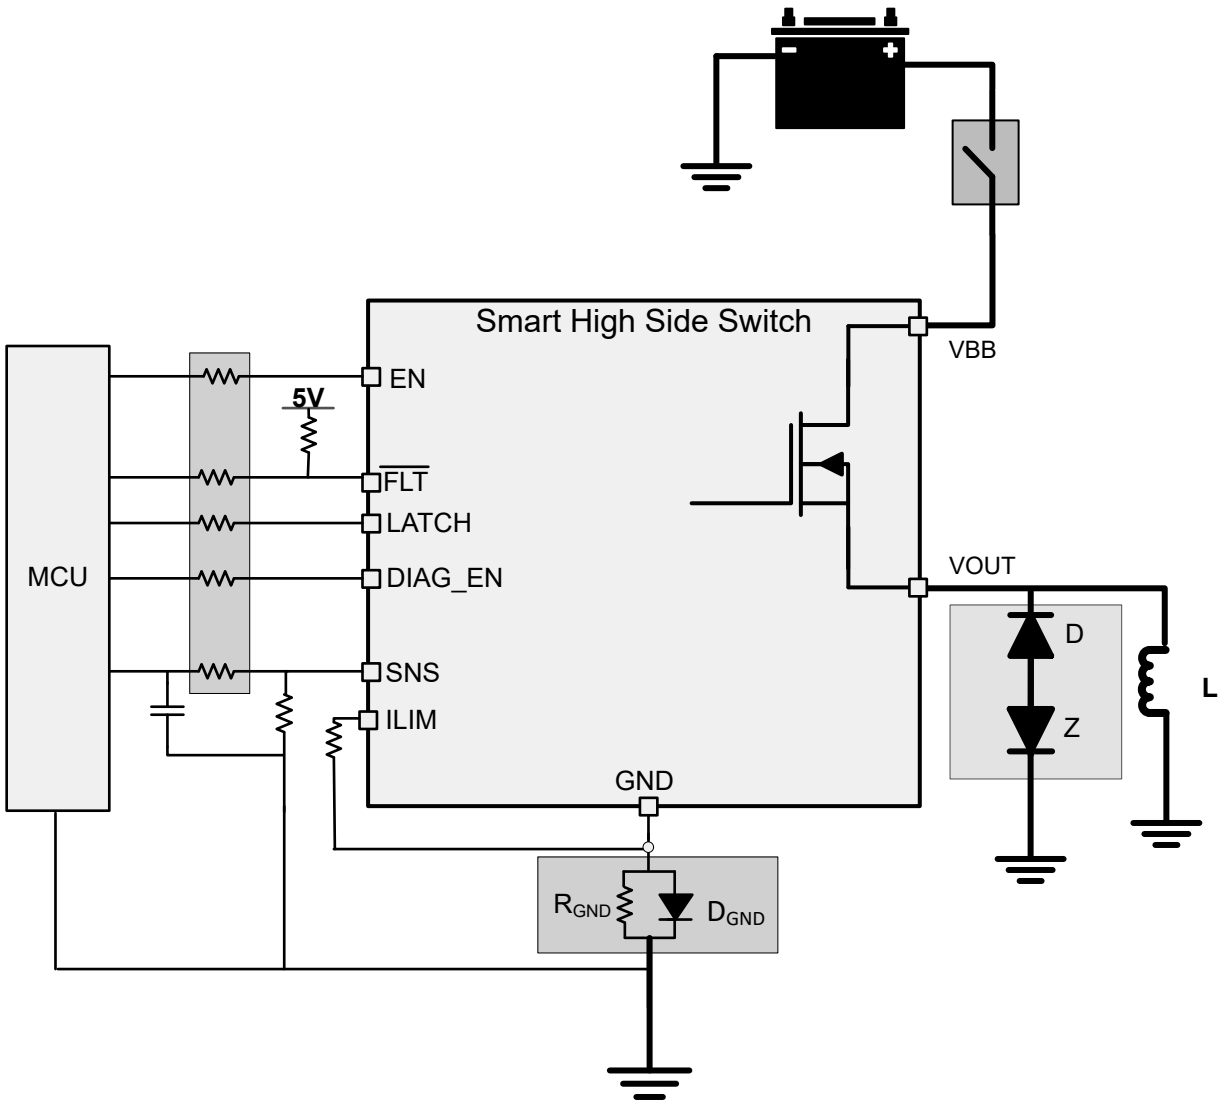 Smart High Side Switch
VBB
EN
5V
FLT
LATCH
MCU
DIAG_EN
VOUT
D
SNS
L
ILIM
Z
GND
RGND
DGND